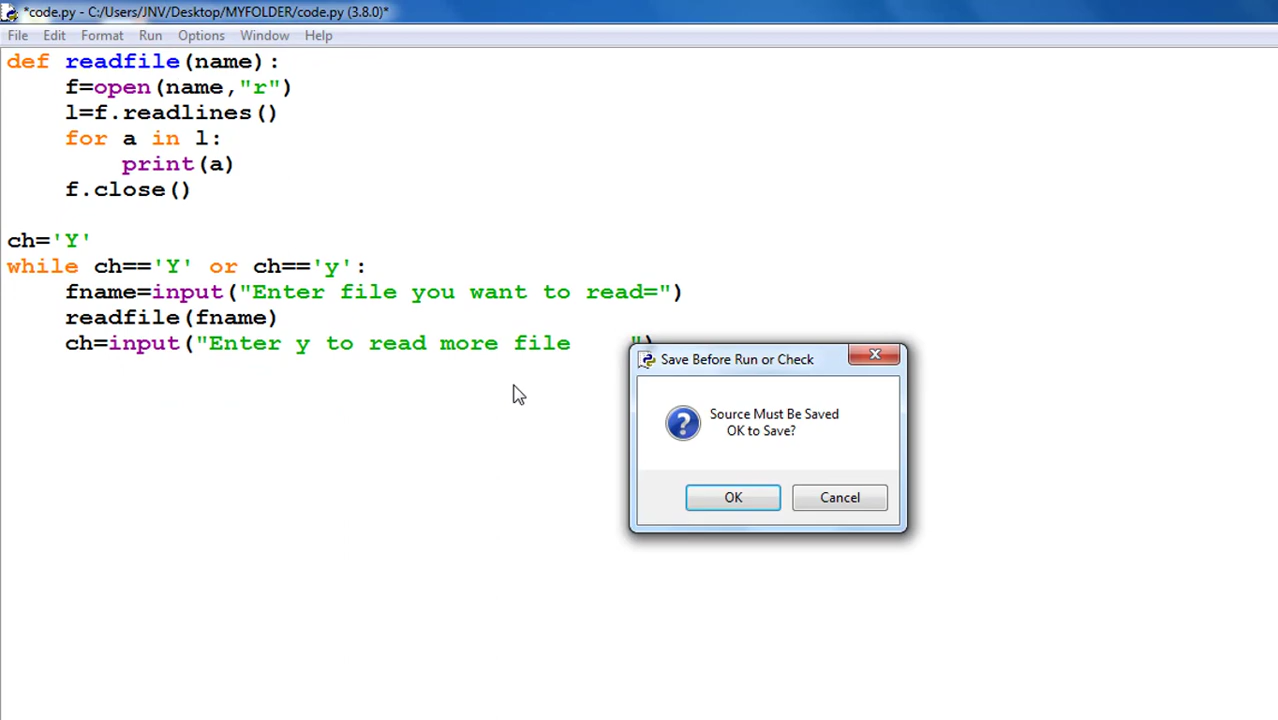 *code.py - C:/Users/JNV/Desktop/MYFOLDER/code.py (3.8.0)*
File Edit Format Run Options Window Help
def readfile(name):
    f=open(name,"r")
    l=f.readlines()
    for a in l:
        print(a)
    f.close()
ch='Y'
while ch=='Y' or ch=='y':
    fname=input("Enter file you want to read=")
    readfile(fname)
    ch=input("Enter y to read more file    ")
Save Before Run or Check
Source Must Be Saved
OK to Save?
OK Cancel